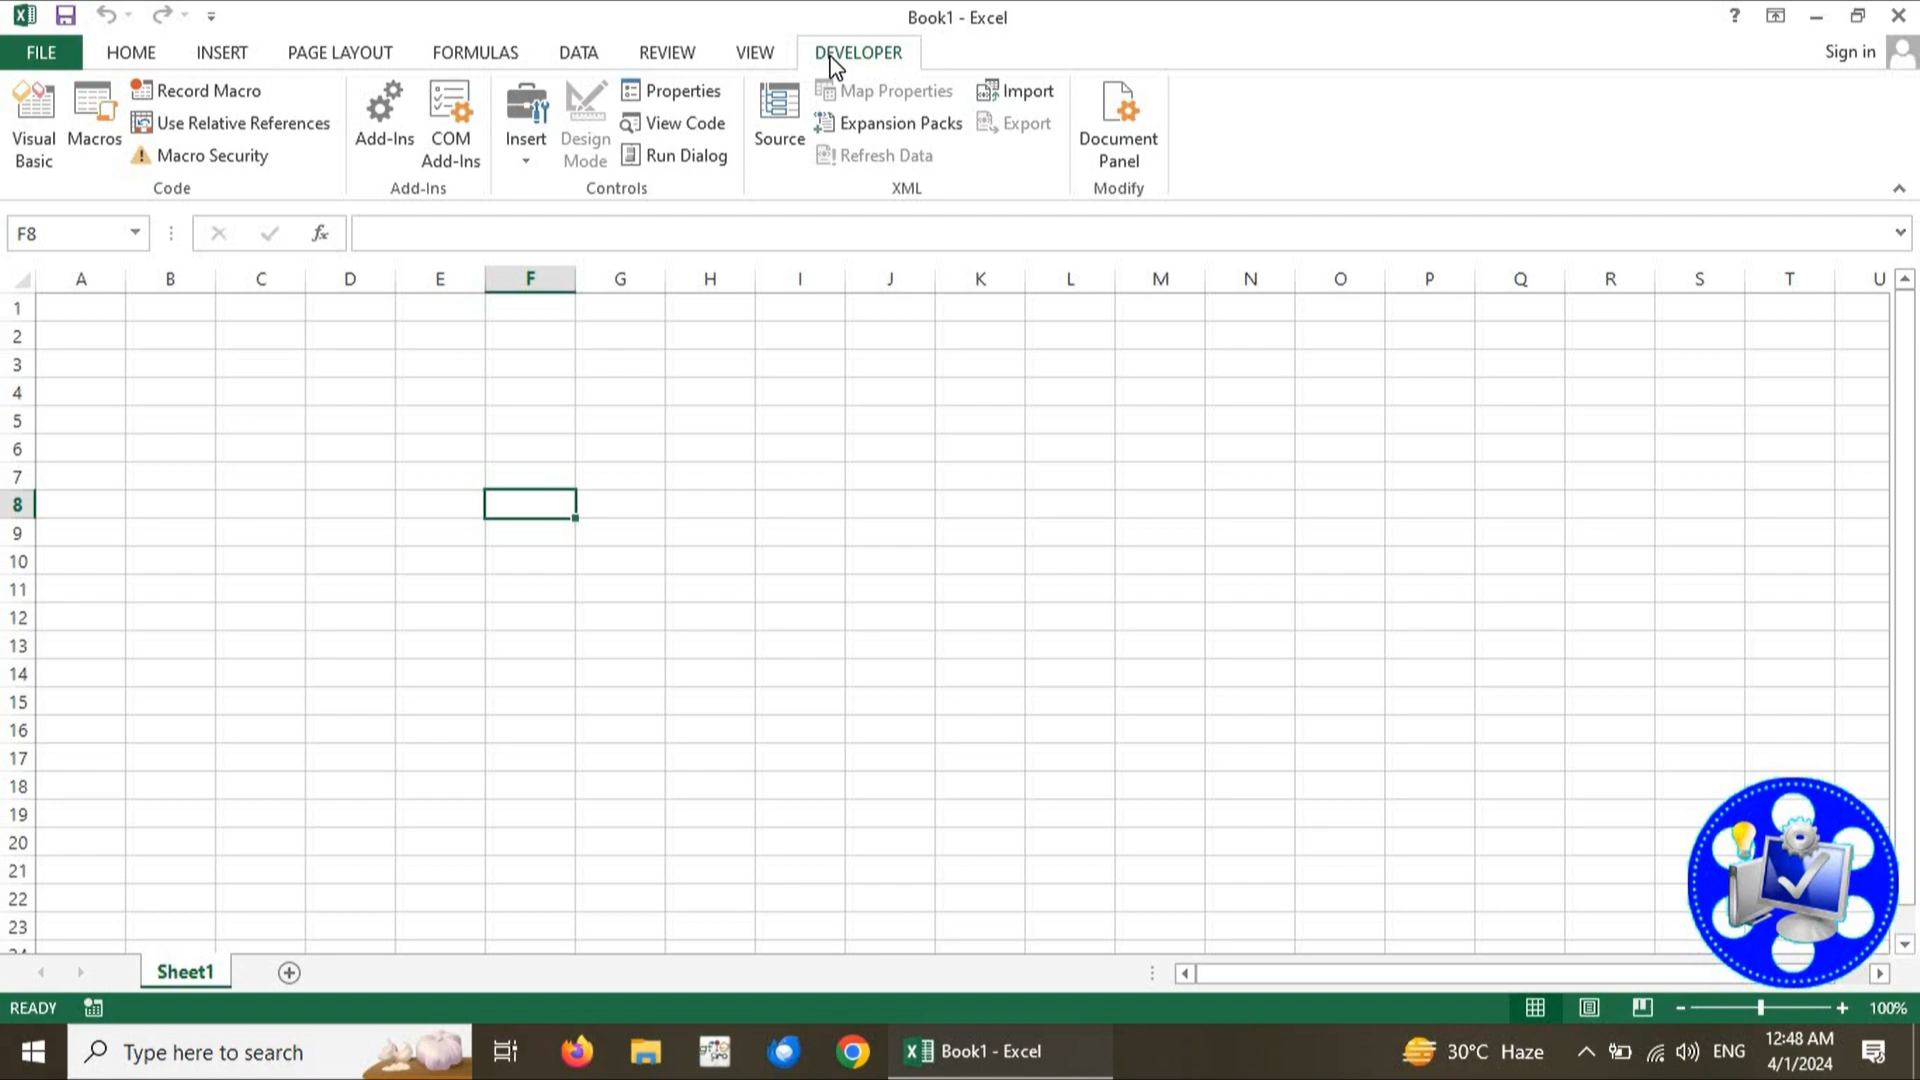 Book1 - Excel
?
FILE HOME INSERT PAGE LAYOUT FORMULAS DATA REVIEW VIEW DEVELOPER Sign in
Visual Basic
Macros
Record Macro
Use Relative References
Macro Security
Code
Add-Ins
COM Add-Ins
Add-Ins
Insert
Design Mode
Properties
View Code
Run Dialog
Controls
Source
Map Properties
Expansion Packs
Refresh Data
Import
Export
XML
Document Panel
Modify
F8
fx
A B C D E F G H I J K L M N O P Q R S T U
1
2
3
4
5
6
7
8
9
10
11
12
13
14
15
16
17
18
19
20
21
22
23
Sheet1
READY
100%
Type here to search
Book1 - Excel
30°C Haze
ENG
12:48 AM
4/1/2024